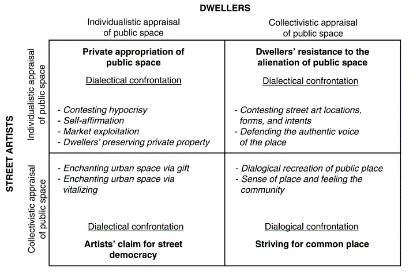 DWELLERS
Individualistic appraisal
of public space
Collectivistic appraisal
of public space
STREET ARTISTS
Individualistic appraisal
of public space
Private appropriation of
public space
Dialectical confrontation
- Contesting hypocrisy
- Self-affirmation
- Market exploitation
- Dwellers' preserving private property
Dwellers' resistance to the
alienation of public space
Dialectical confrontation
- Contesting street art locations,
forms, and intents
- Defending the authentic voice
of the place
Collectivistic appraisal
of public space
- Enchanting urban space via gift
- Enchanting urban space via
vitalizing
Dialectical confrontation
Artists' claim for street
democracy
- Dialogical recreation of public place
- Sense of place and feeling the
community
Dialogical confrontation
Striving for common place